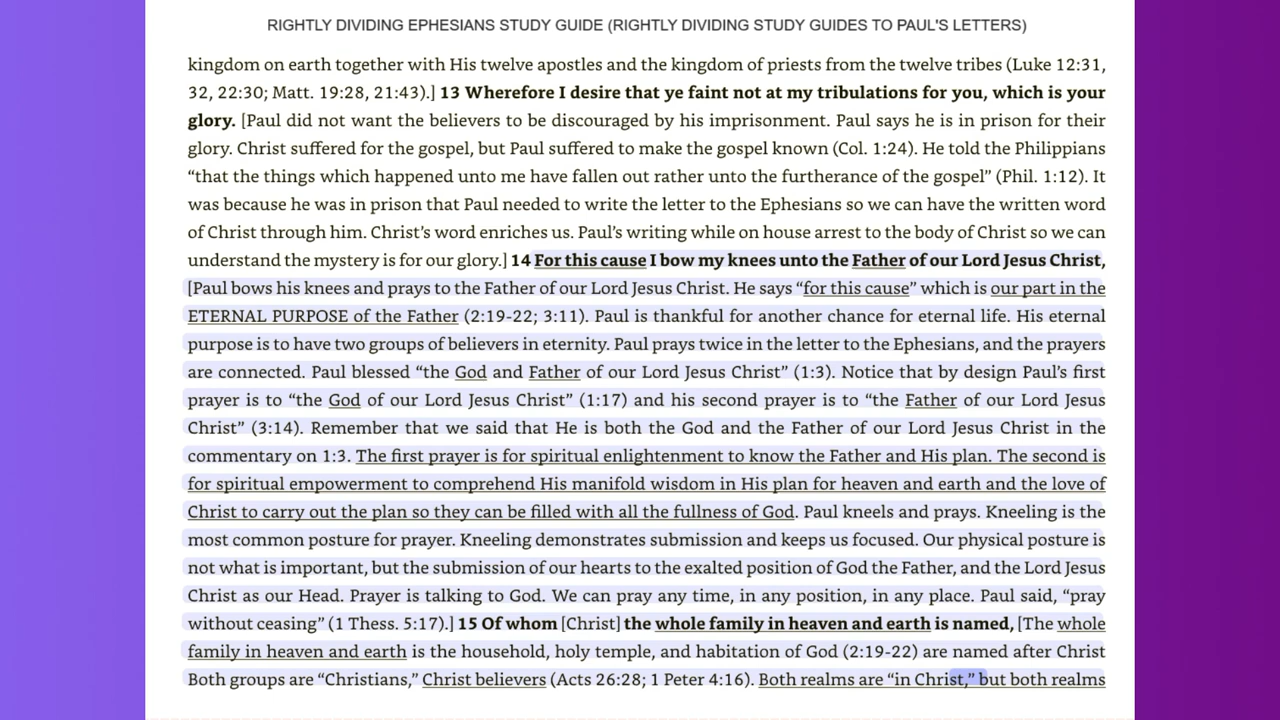 RIGHTLY DIVIDING EPHESIANS STUDY GUIDE (RIGHTLY DIVIDING STUDY GUIDES TO PAUL'S LETTERS)
kingdom on earth together with His twelve apostles and the kingdom of priests from the twelve tribes (Luke 12:31,
32, 22:30; Matt. 19:28, 21:43).] 13 Wherefore I desire that ye faint not at my tribulations for you, which is your
glory. [Paul did not want the believers to be discouraged by his imprisonment. Paul says he is in prison for their
glory. Christ suffered for the gospel, but Paul suffered to make the gospel known (Col. 1:24). He told the Philippians
“that the things which happened unto me have fallen out rather unto the furtherance of the gospel” (Phil. 1:12). It
was because he was in prison that Paul needed to write the letter to the Ephesians so we can have the written word
of Christ through him. Christ’s word enriches us. Paul’s writing while on house arrest to the body of Christ so we can
understand the mystery is for our glory.] 14 For this cause I bow my knees unto the Father of our Lord Jesus Christ,
[Paul bows his knees and prays to the Father of our Lord Jesus Christ. He says “for this cause” which is our part in the
ETERNAL PURPOSE of the Father (2:19-22; 3:11). Paul is thankful for another chance for eternal life. His eternal
purpose is to have two groups of believers in eternity. Paul prays twice in the letter to the Ephesians, and the prayers
are connected. Paul blessed “the God and Father of our Lord Jesus Christ” (1:3). Notice that by design Paul’s first
prayer is to “the God of our Lord Jesus Christ” (1:17) and his second prayer is to “the Father of our Lord Jesus
Christ” (3:14). Remember that we said that He is both the God and the Father of our Lord Jesus Christ in the
commentary on 1:3. The first prayer is for spiritual enlightenment to know the Father and His plan. The second is
for spiritual empowerment to comprehend His manifold wisdom in His plan for heaven and earth and the love of
Christ to carry out the plan so they can be filled with all the fullness of God. Paul kneels and prays. Kneeling is the
most common posture for prayer. Kneeling demonstrates submission and keeps us focused. Our physical posture is
not what is important, but the submission of our hearts to the exalted position of God the Father, and the Lord Jesus
Christ as our Head. Prayer is talking to God. We can pray any time, in any position, in any place. Paul said, “pray
without ceasing” (1 Thess. 5:17).] 15 Of whom [Christ] the whole family in heaven and earth is named, [The whole
family in heaven and earth is the household, holy temple, and habitation of God (2:19-22) are named after Christ
Both groups are “Christians,” Christ believers (Acts 26:28; 1 Peter 4:16). Both realms are “in Christ,” but both realms